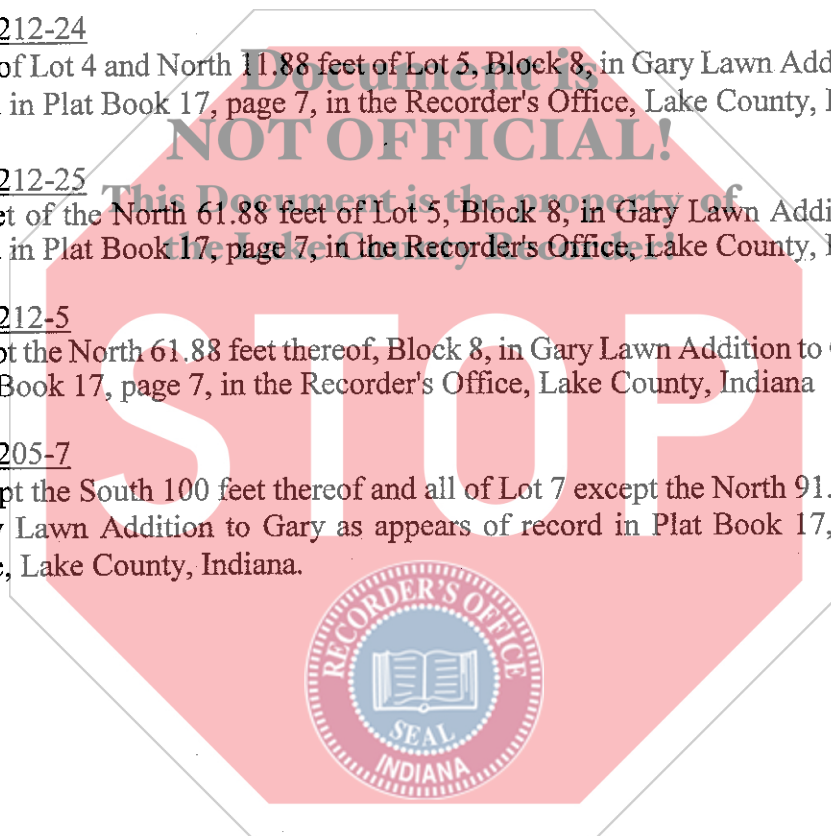 212-24
of Lot 4 and North 11.88 feet of Lot 5, Block 8, in Gary Lawn Add
in Plat Book 17, page 7, in the Recorder's Office, Lake County, I
212-25
et of the North 61.88 feet of Lot 5, Block 8, in Gary Lawn Addi
in Plat Book 17, page 7, in the Recorder's Office, Lake County, I
212-5
pt the North 61.88 feet thereof, Block 8, in Gary Lawn Addition to
Book 17, page 7, in the Recorder's Office, Lake County, Indiana
205-7
pt the South 100 feet thereof and all of Lot 7 except the North 91.
y Lawn Addition to Gary as appears of record in Plat Book 17,
e, Lake County, Indiana.
Document is
NOT OFFICIAL!
This Document is the property of
the Lake County Recorder!
STOP
RECORDER'S OFFICE
SEAL
INDIANA